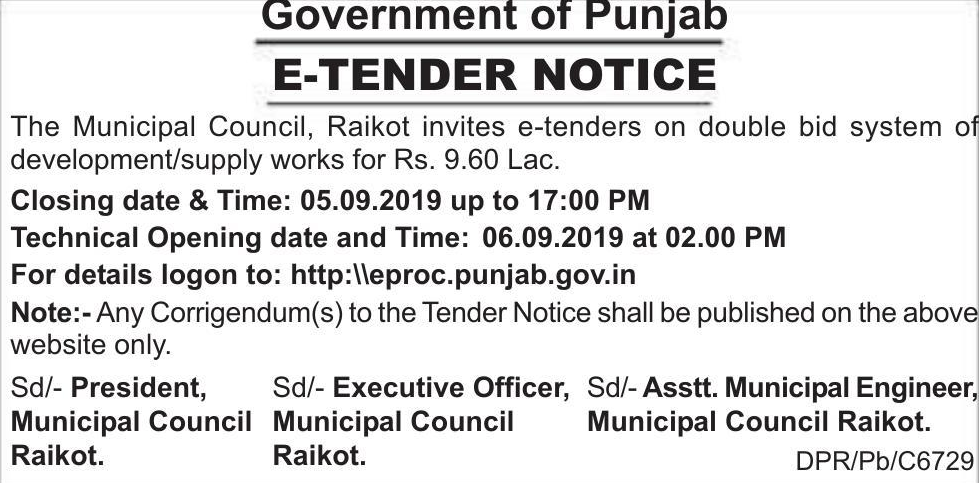 Government of Punjab
E-TENDER NOTICE
The Municipal Council, Raikot invites e-tenders on double bid system of
development/supply works for Rs. 9.60 Lac.
Closing date & Time: 05.09.2019 up to 17:00 PM
Technical Opening date and Time: 06.09.2019 at 02.00 PM
For details logon to: http:\\eproc.punjab.gov.in
Note:- Any Corrigendum(s) to the Tender Notice shall be published on the above
website only.
Sd/- President,
Municipal Council
Raikot.
Sd/- Executive Officer,
Municipal Council
Raikot.
Sd/- Asstt. Municipal Engineer,
Municipal Council Raikot.
DPR/Pb/C6729